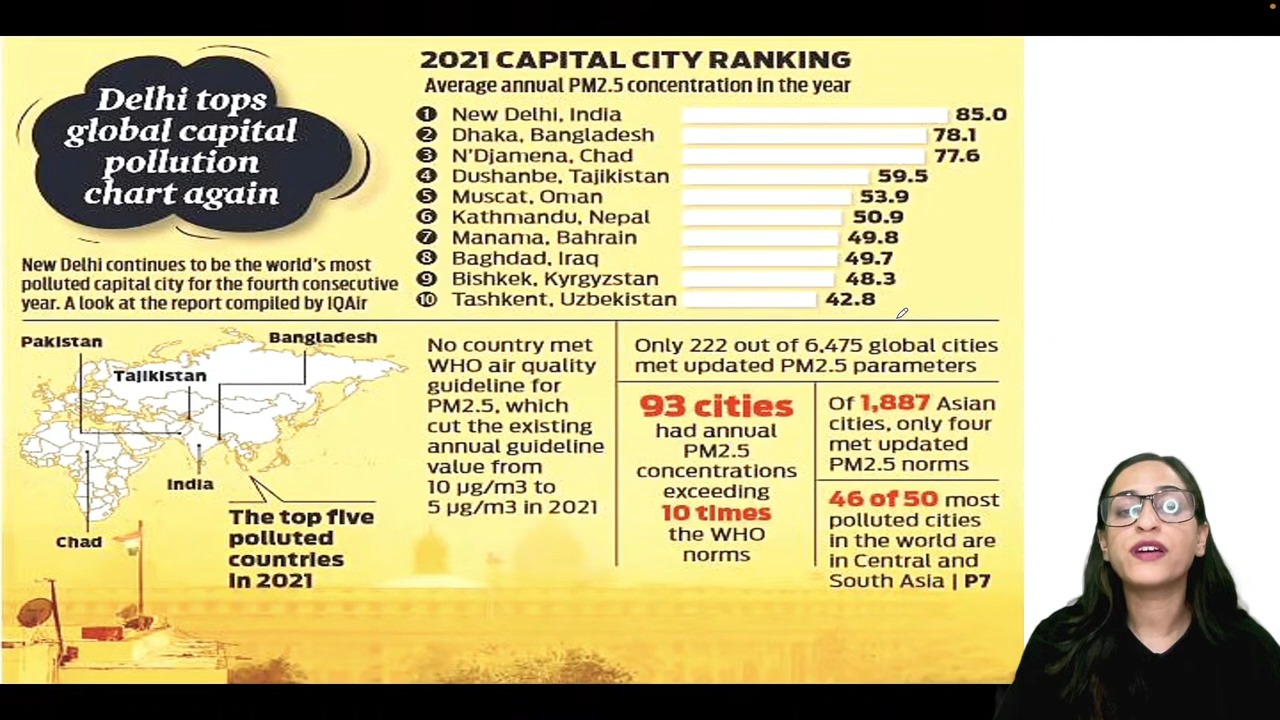 Delhi tops
global capital
pollution
chart again
New Delhi continues to be the world's most
polluted capital city for the fourth consecutive
year. A look at the report compiled by IQAir
2021 CAPITAL CITY RANKING
Average annual PM2.5 concentration in the year
1 New Delhi, India 85.0
2 Dhaka, Bangladesh 78.1
3 N'Djamena, Chad 77.6
4 Dushanbe, Tajikistan 59.5
5 Muscat, Oman 53.9
6 Kathmandu, Nepal 50.9
7 Manama, Bahrain 49.8
8 Baghdad, Iraq 49.7
9 Bishkek, Kyrgyzstan 48.3
10 Tashkent, Uzbekistan 42.8
Pakistan
Bangladesh
Tajikistan
India
Chad
The top five
polluted
countries
in 2021
No country met
WHO air quality
guideline for
PM2.5, which
cut the existing
annual guideline
value from
10 µg/m3 to
5 µg/m3 in 2021
Only 222 out of 6,475 global cities
met updated PM2.5 parameters
93 cities
had annual
PM2.5
concentrations
exceeding
10 times
the WHO
norms
Of 1,887 Asian
cities, only four
met updated
PM2.5 norms
46 of 50 most
polluted cities
in the world are
in Central and
South Asia | P7